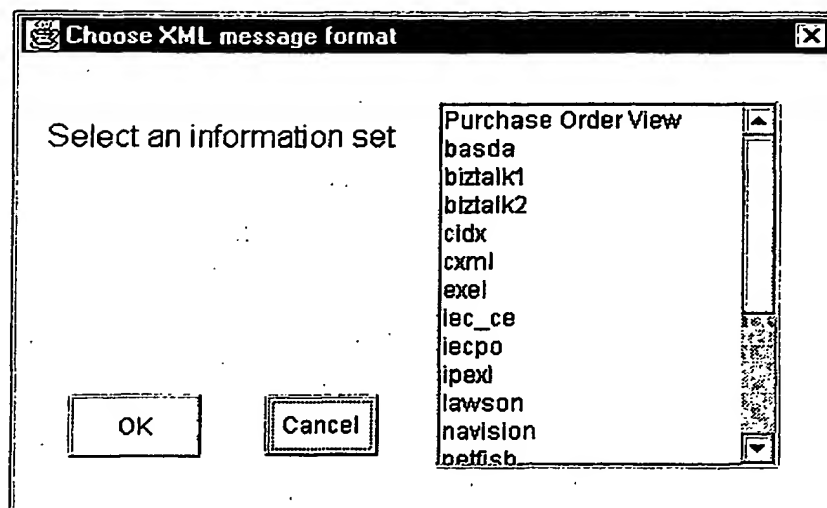 Choose XML message format
Select an information set
Purchase Order View
basda
biztalk1
biztalk2
cidx
cxml
exel
iec_ce
iecpo
ipexl
lawson
navision
OK
Cancel